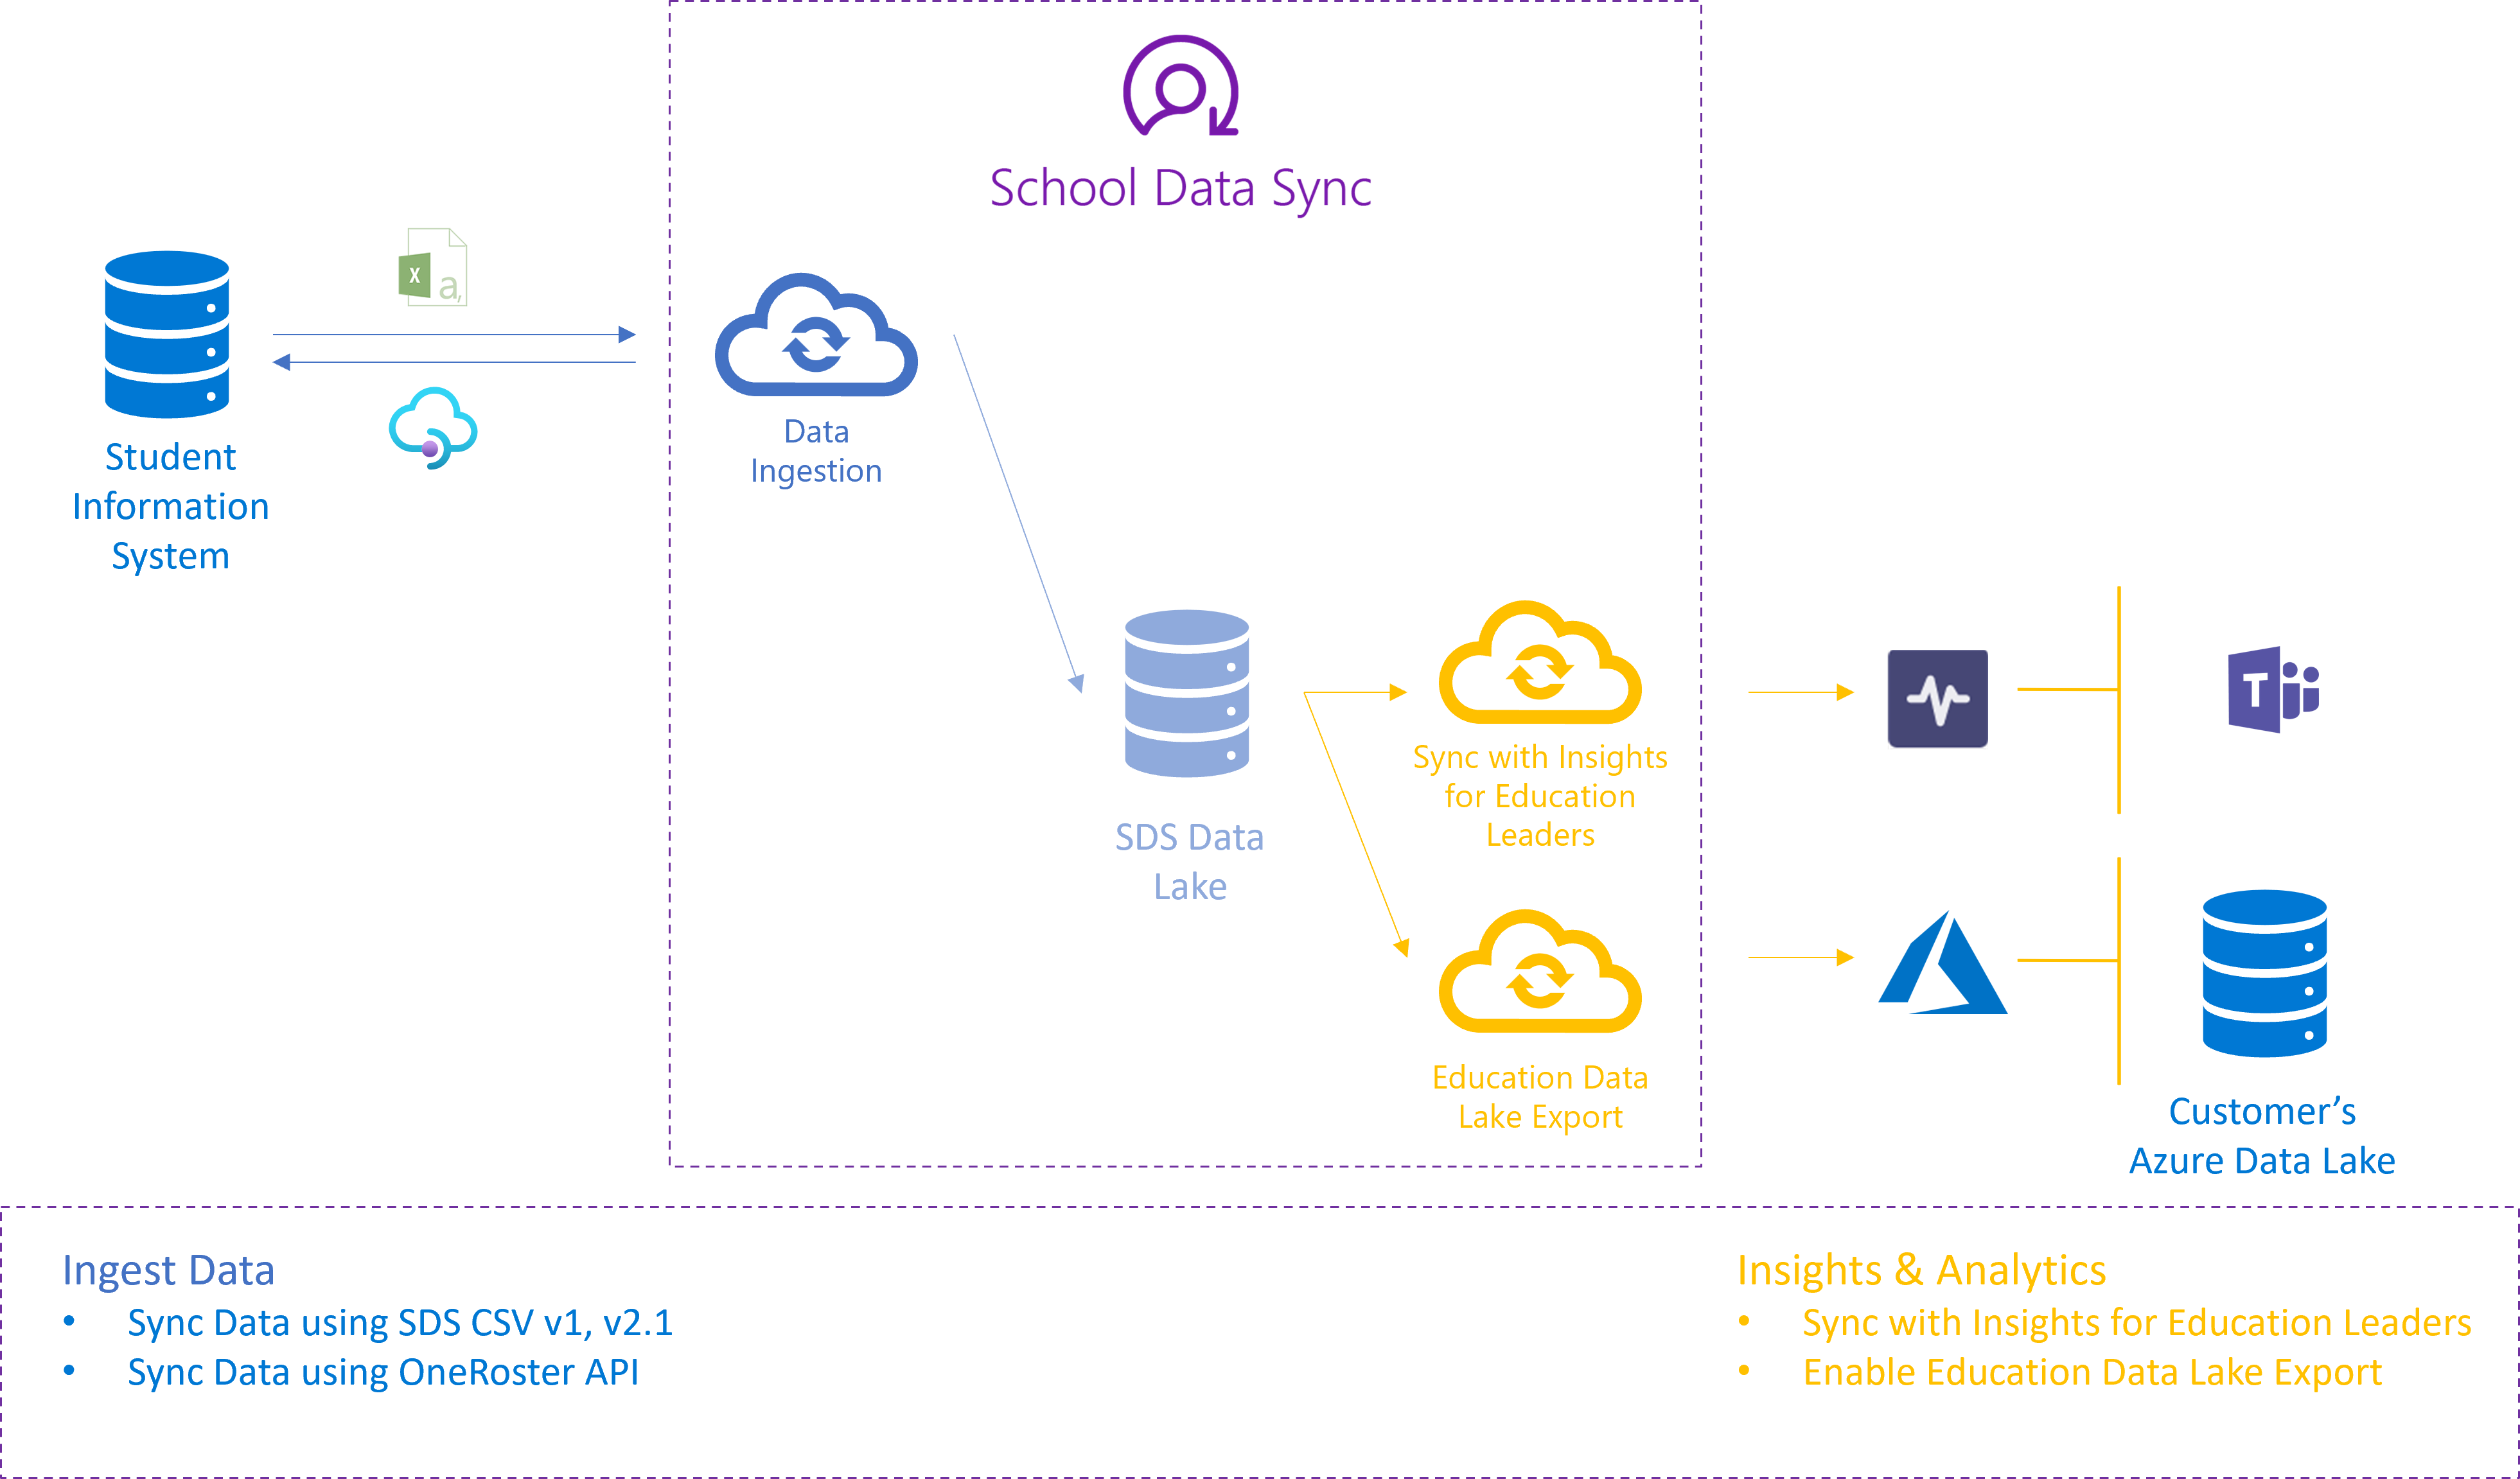 School Data Sync
X
a,
Student
Information
System
Data
Ingestion
T
Sync with Insights
for Education
Leaders
SDS Data
Lake
Education Data
Lake Export
Customer’s
Azure Data Lake
Ingest Data
• Sync Data using SDS CSV v1, v2.1
• Sync Data using OneRoster API
Insights & Analytics
• Sync with Insights for Education Leaders
• Enable Education Data Lake Export